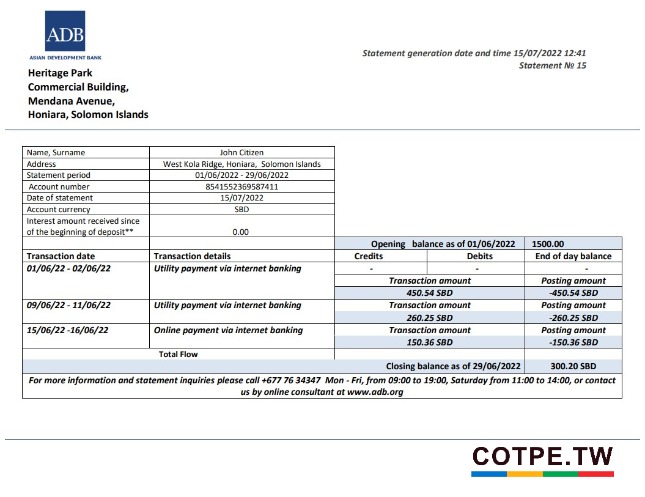 ADB
ASIAN DEVELOPMENT BANK
Statement generation date and time 15/07/2022 12:41
Statement № 15
Heritage Park
Commercial Building,
Mendana Avenue,
Honiara, Solomon Islands
Name, Surname John Citizen
Address West Kola Ridge, Honiara, Solomon Islands
Statement period 01/06/2022 - 29/06/2022
Account number 8541552369587411
Date of statement 15/07/2022
Account currency SBD
Interest amount received since
of the beginning of deposit** 0.00
Opening balance as of 01/06/2022 1500.00
Transaction date Transaction details Credits Debits End of day balance
01/06/22 - 02/06/22 Utility payment via internet banking - - -
Transaction amount Posting amount
450.54 SBD -450.54 SBD
09/06/22 - 11/06/22 Utility payment via internet banking Transaction amount Posting amount
260.25 SBD -260.25 SBD
15/06/22 -16/06/22 Online payment via internet banking Transaction amount Posting amount
150.36 SBD -150.36 SBD
Total Flow
Closing balance as of 29/06/2022 300.20 SBD
For more information and statement inquiries please call +677 76 34347 Mon - Fri, from 09:00 to 19:00, Saturday from 11:00 to 14:00, or contact
us by online consultant at www.adb.org
COTPE.TW